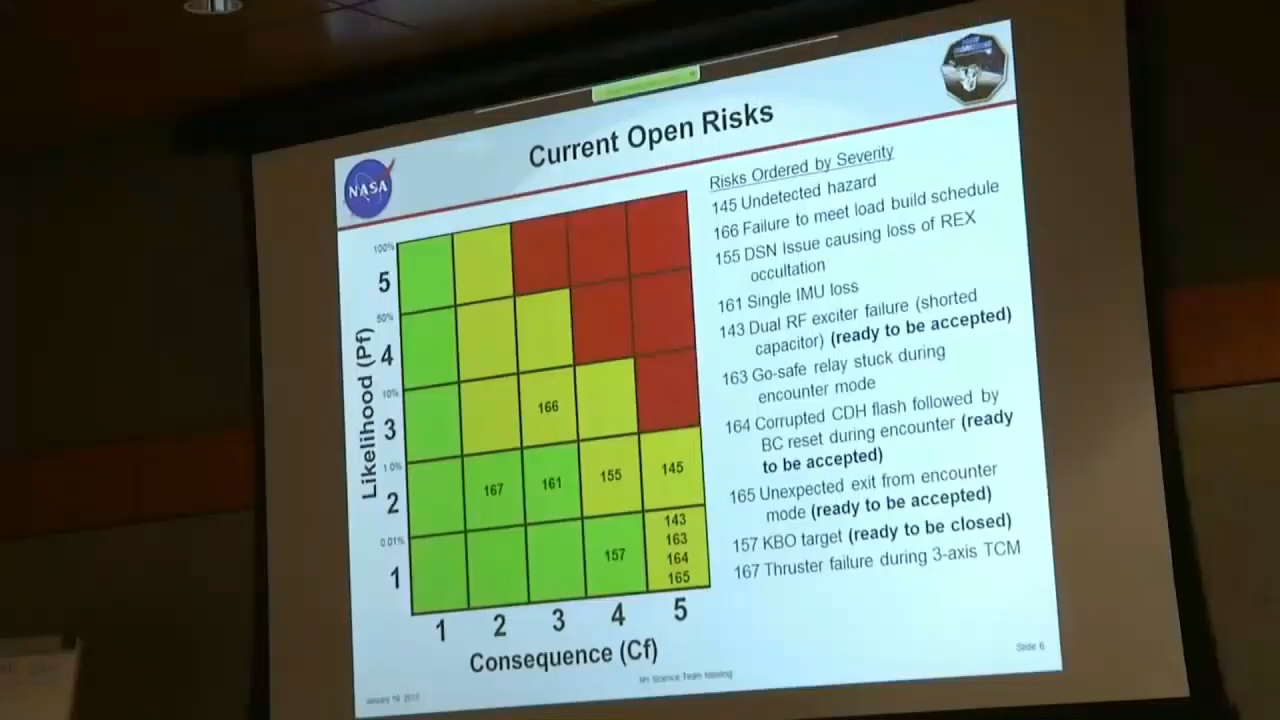 Current Open Risks
NASA
Risks Ordered by Severity
145 Undetected hazard
166 Failure to meet load build schedule
155 DSN Issue causing loss of REX
occultation
161 Single IMU loss
143 Dual RF exciter failure (shorted
capacitor) (ready to be accepted)
163 Go-safe relay stuck during
encounter mode
164 Corrupted CDH flash followed by
BC reset during encounter (ready
to be accepted)
165 Unexpected exit from encounter
mode (ready to be accepted)
157 KBO target (ready to be closed)
167 Thruster failure during 3-axis TCM
Likelihood (Pf)
100%
5
50%
4
10%
3 166
1.0%
2 167 161 155 145
0.01%
1 157 143
163
164
165
1 2 3 4 5
Consequence (Cf)
Science Team Meeting
Slide 6